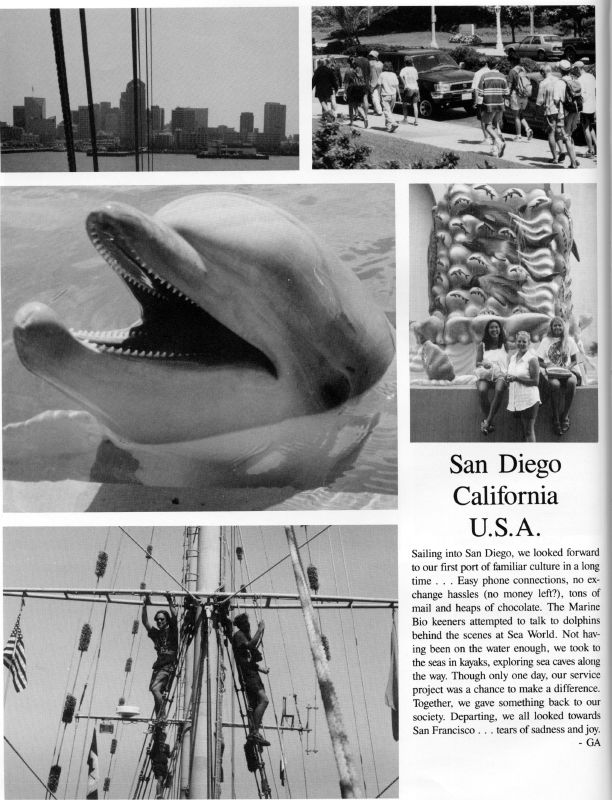 San Diego
California
U.S.A.
Sailing into San Diego, we looked forward
to our first port of familiar culture in a long
time . . . Easy phone connections, no ex-
change hassles (no money left?), tons of
mail and heaps of chocolate. The Marine
Bio keeners attempted to talk to dolphins
behind the scenes at Sea World. Not hav-
ing been on the water enough, we took to
the seas in kayaks, exploring sea caves along
the way. Though only one day, our service
project was a chance to make a difference.
Together, we gave something back to our
society. Departing, we all looked towards
San Francisco . . . tears of sadness and joy.
- GA